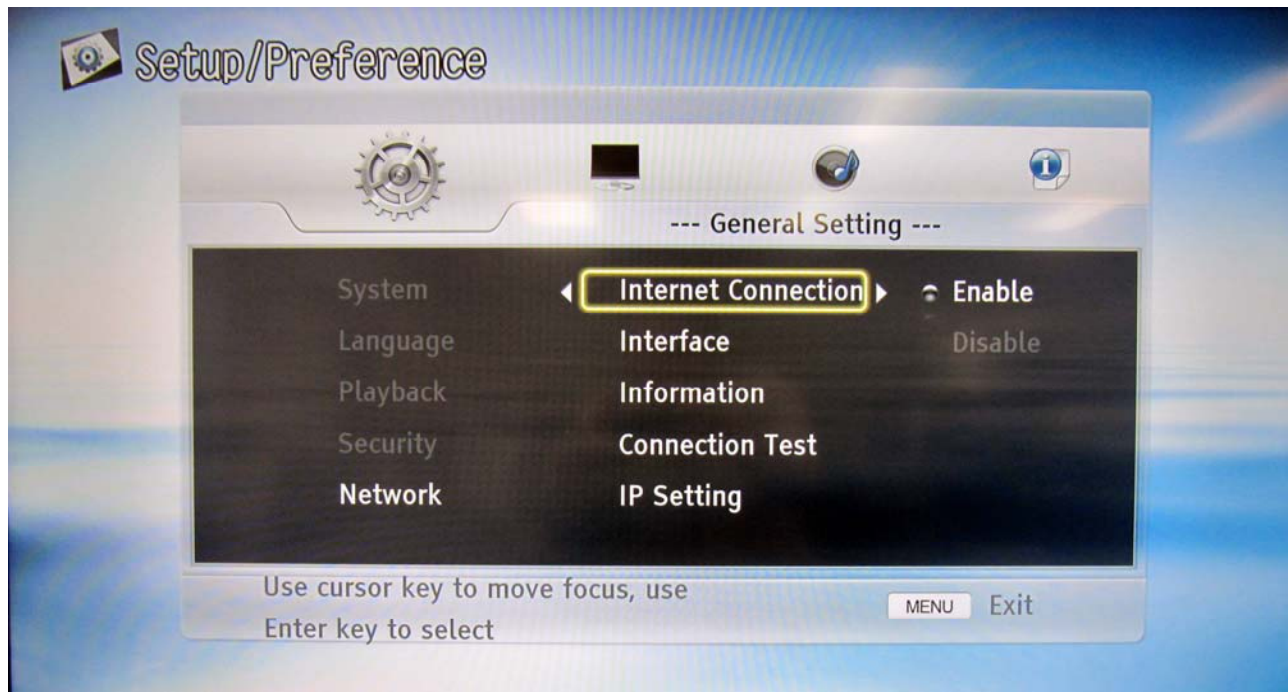 Setup/Preference
--- General Setting ---
System
Language
Playback
Security
Network
Internet Connection
Interface
Information
Connection Test
IP Setting
Enable
Disable
Use cursor key to move focus, use
Enter key to select
MENU Exit